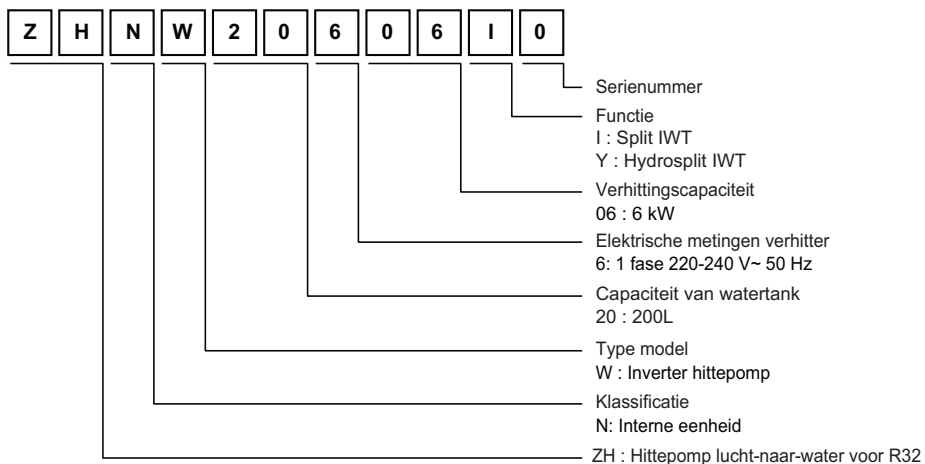 Z H N W 2 0 6 0 6 I 0
Serienummer
Functie
I : Split IWT
Y : Hydrosplit IWT
Verhittingscapaciteit
06 : 6 kW
Elektrische metingen verhitter
6: 1 fase 220-240 V~ 50 Hz
Capaciteit van watertank
20 : 200L
Type model
W : Inverter hittepomp
Klassificatie
N: Interne eenheid
ZH : Hittepomp lucht-naar-water voor R32